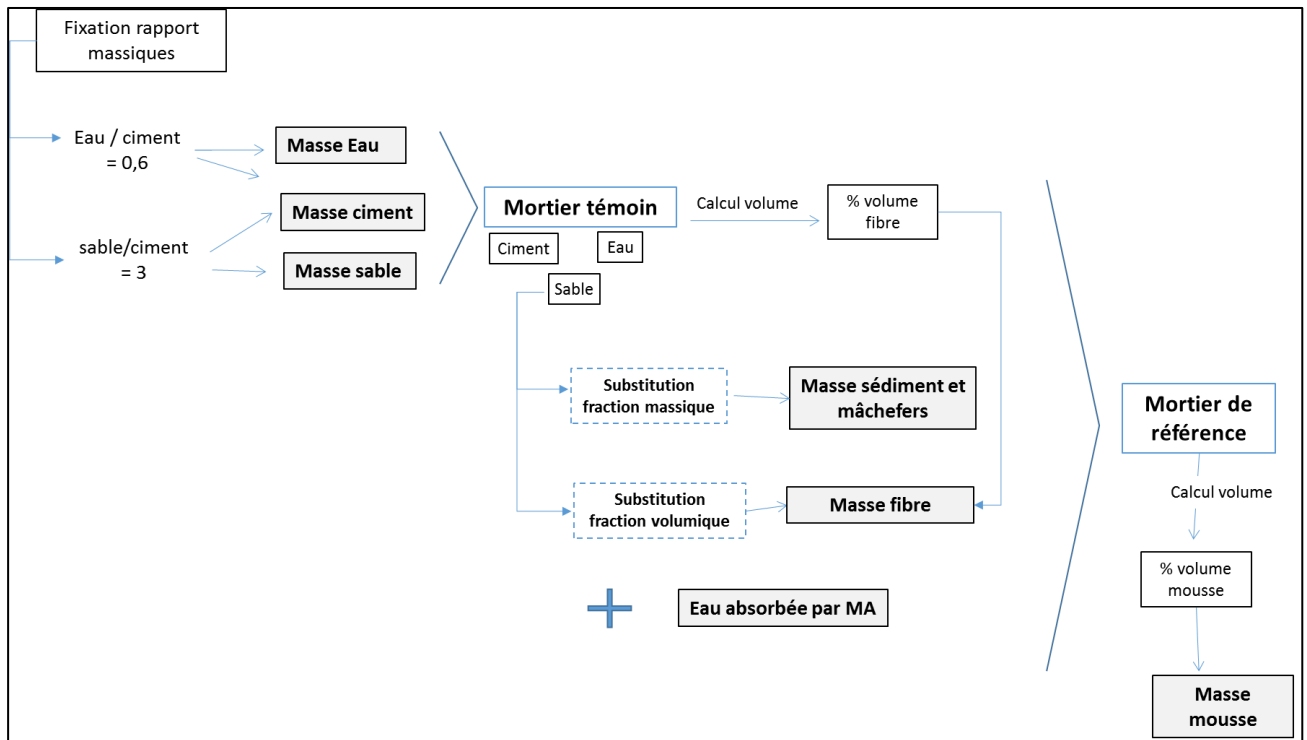 Fixation rapport
massiques
Eau / ciment
= 0,6
Masse Eau
Masse ciment
sable/ciment
= 3
Masse sable
Mortier témoin
Ciment
Eau
Sable
Calcul volume
% volume
fibre
Substitution
fraction massique
Masse sédiment et
mâchefers
Substitution
fraction volumique
Masse fibre
Eau absorbée par MA
Mortier de
référence
Calcul volume
% volume
mousse
Masse
mousse